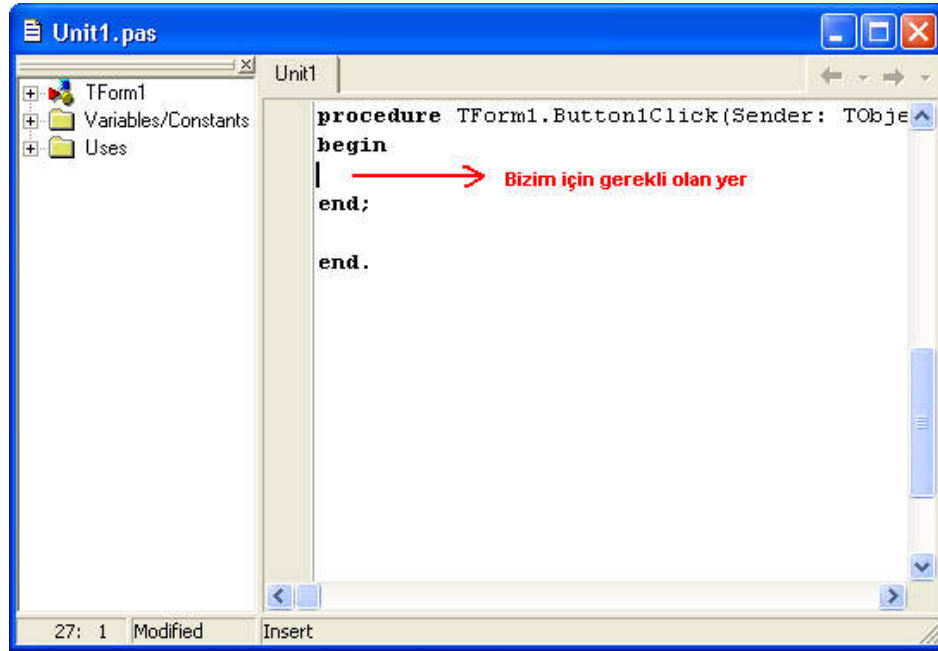 Unit1.pas
TForm1
Variables/Constants
Uses
Unit1
procedure TForm1.Button1Click(Sender: TObje
begin
Bizim için gerekli olan yer
end;
end.
27: 1 Modified Insert